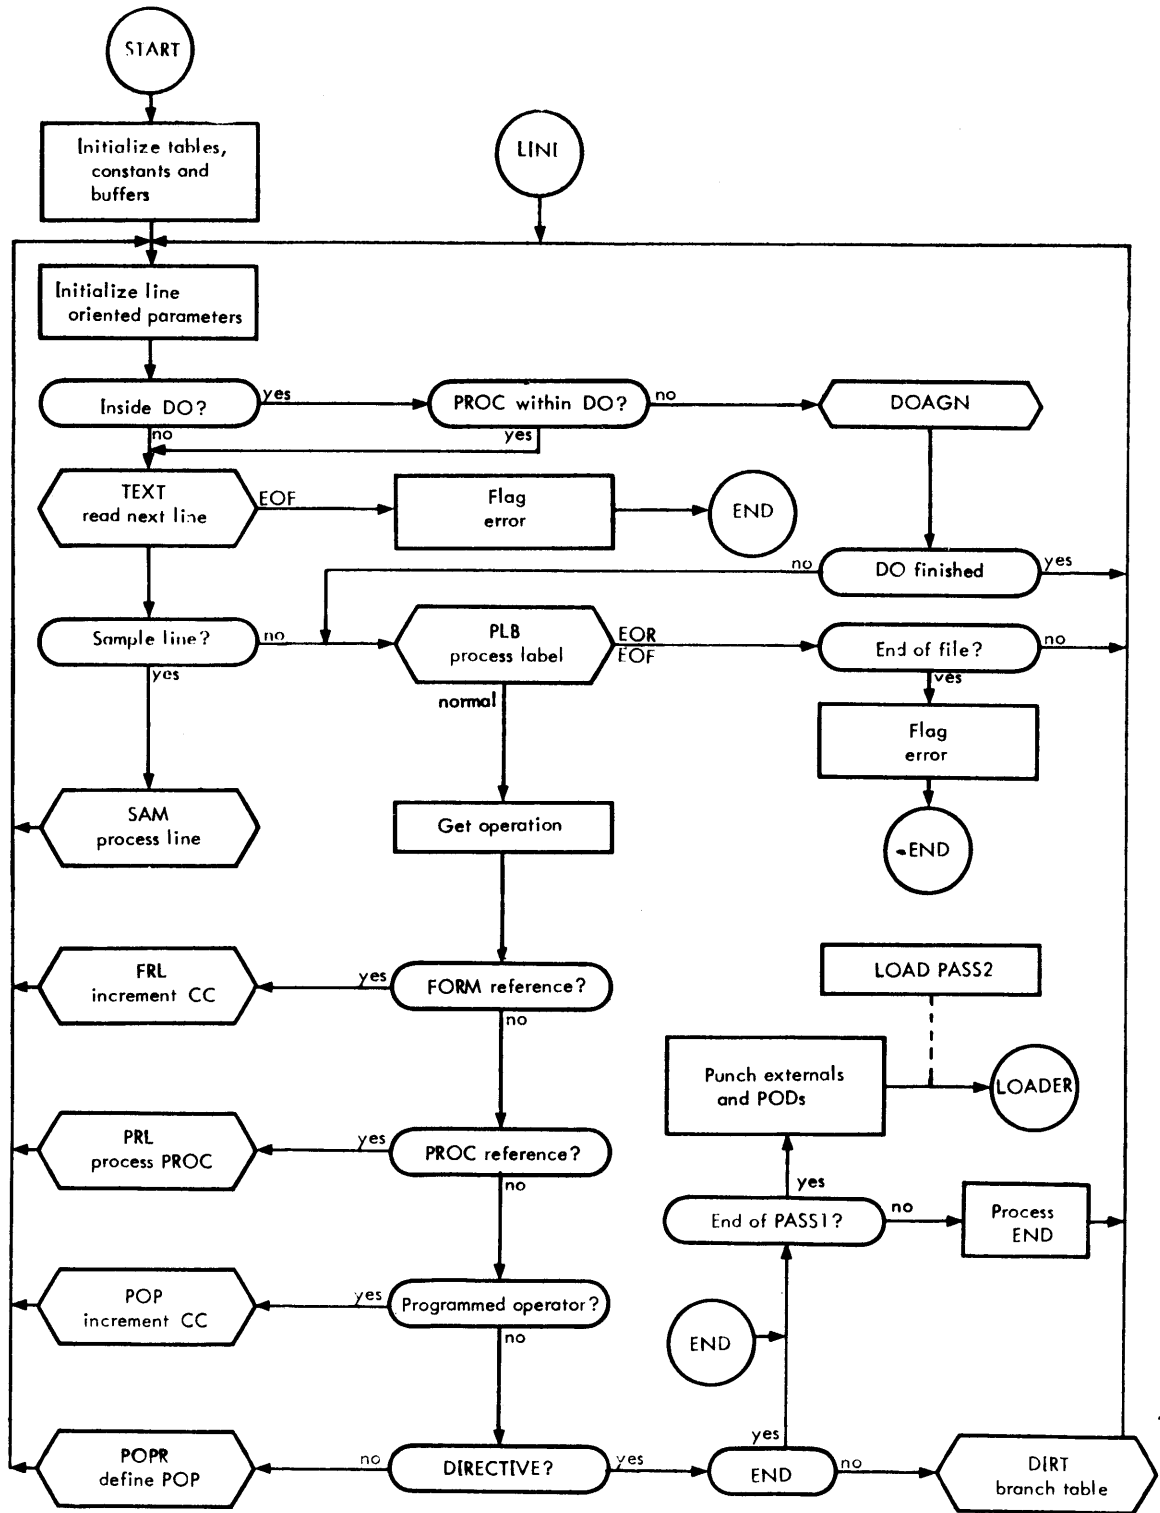 START
Initialize tables,
constants and
buffers
LINE
Initialize line
oriented parameters
Inside DO?
yes
no
PROC within DO?
no
yes
DOAGN
TEXT
read next line
EOF
Flag
error
END
DO finished
no
yes
Sample line?
no
yes
PLB
process label
EOR
EOF
normal
End of file?
no
yes
Flag
error
END
SAM
process line
Get operation
FRL
increment CC
yes
FORM reference?
no
LOAD PASS2
Punch externals
and PODs
LOADER
PRL
process PROC
yes
PROC reference?
no
yes
End of PASS1?
no
Process
END
POP
increment CC
yes
Programmed operator?
no
END
POPR
define POP
no
DIRECTIVE?
yes
yes
END
no
DIRT
branch table